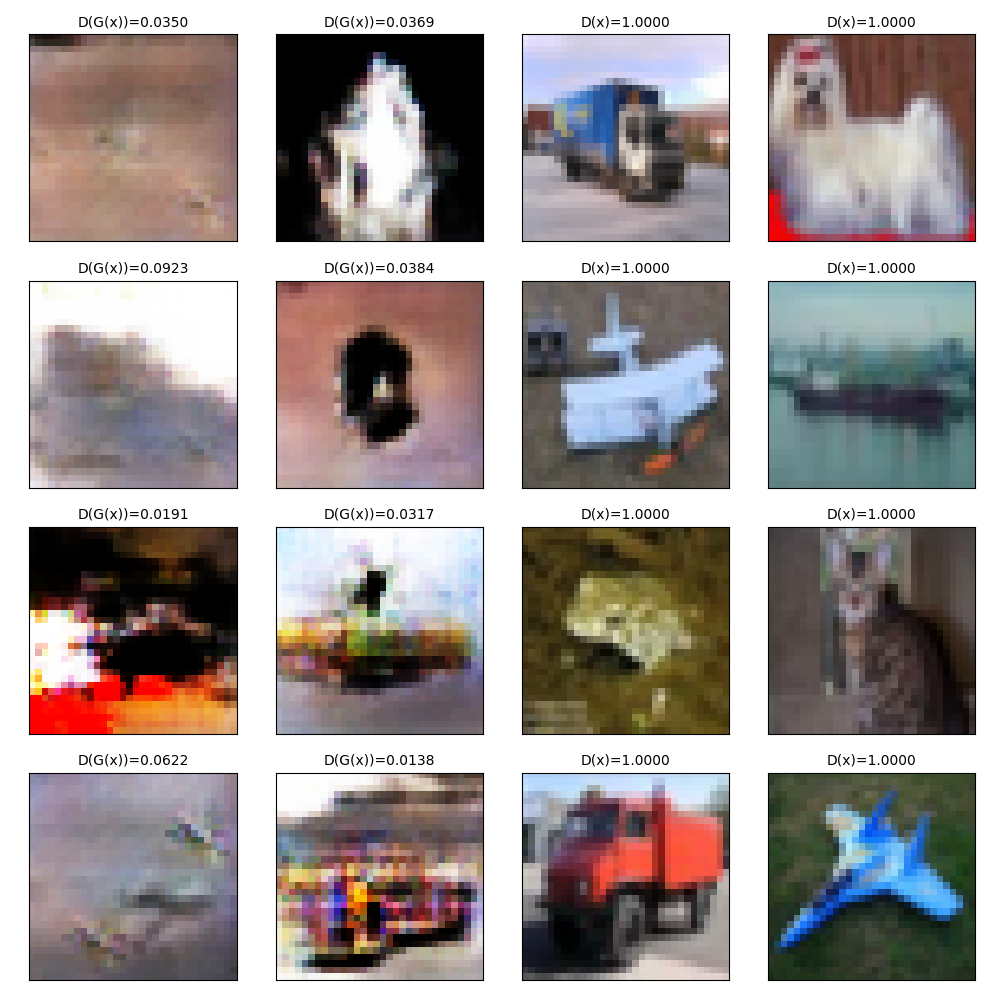 D(G(x))=0.0350 D(G(x))=0.0369 D(x)=1.0000 D(x)=1.0000
D(G(x))=0.0923 D(G(x))=0.0384 D(x)=1.0000 D(x)=1.0000
D(G(x))=0.0191 D(G(x))=0.0317 D(x)=1.0000 D(x)=1.0000
D(G(x))=0.0622 D(G(x))=0.0138 D(x)=1.0000 D(x)=1.0000